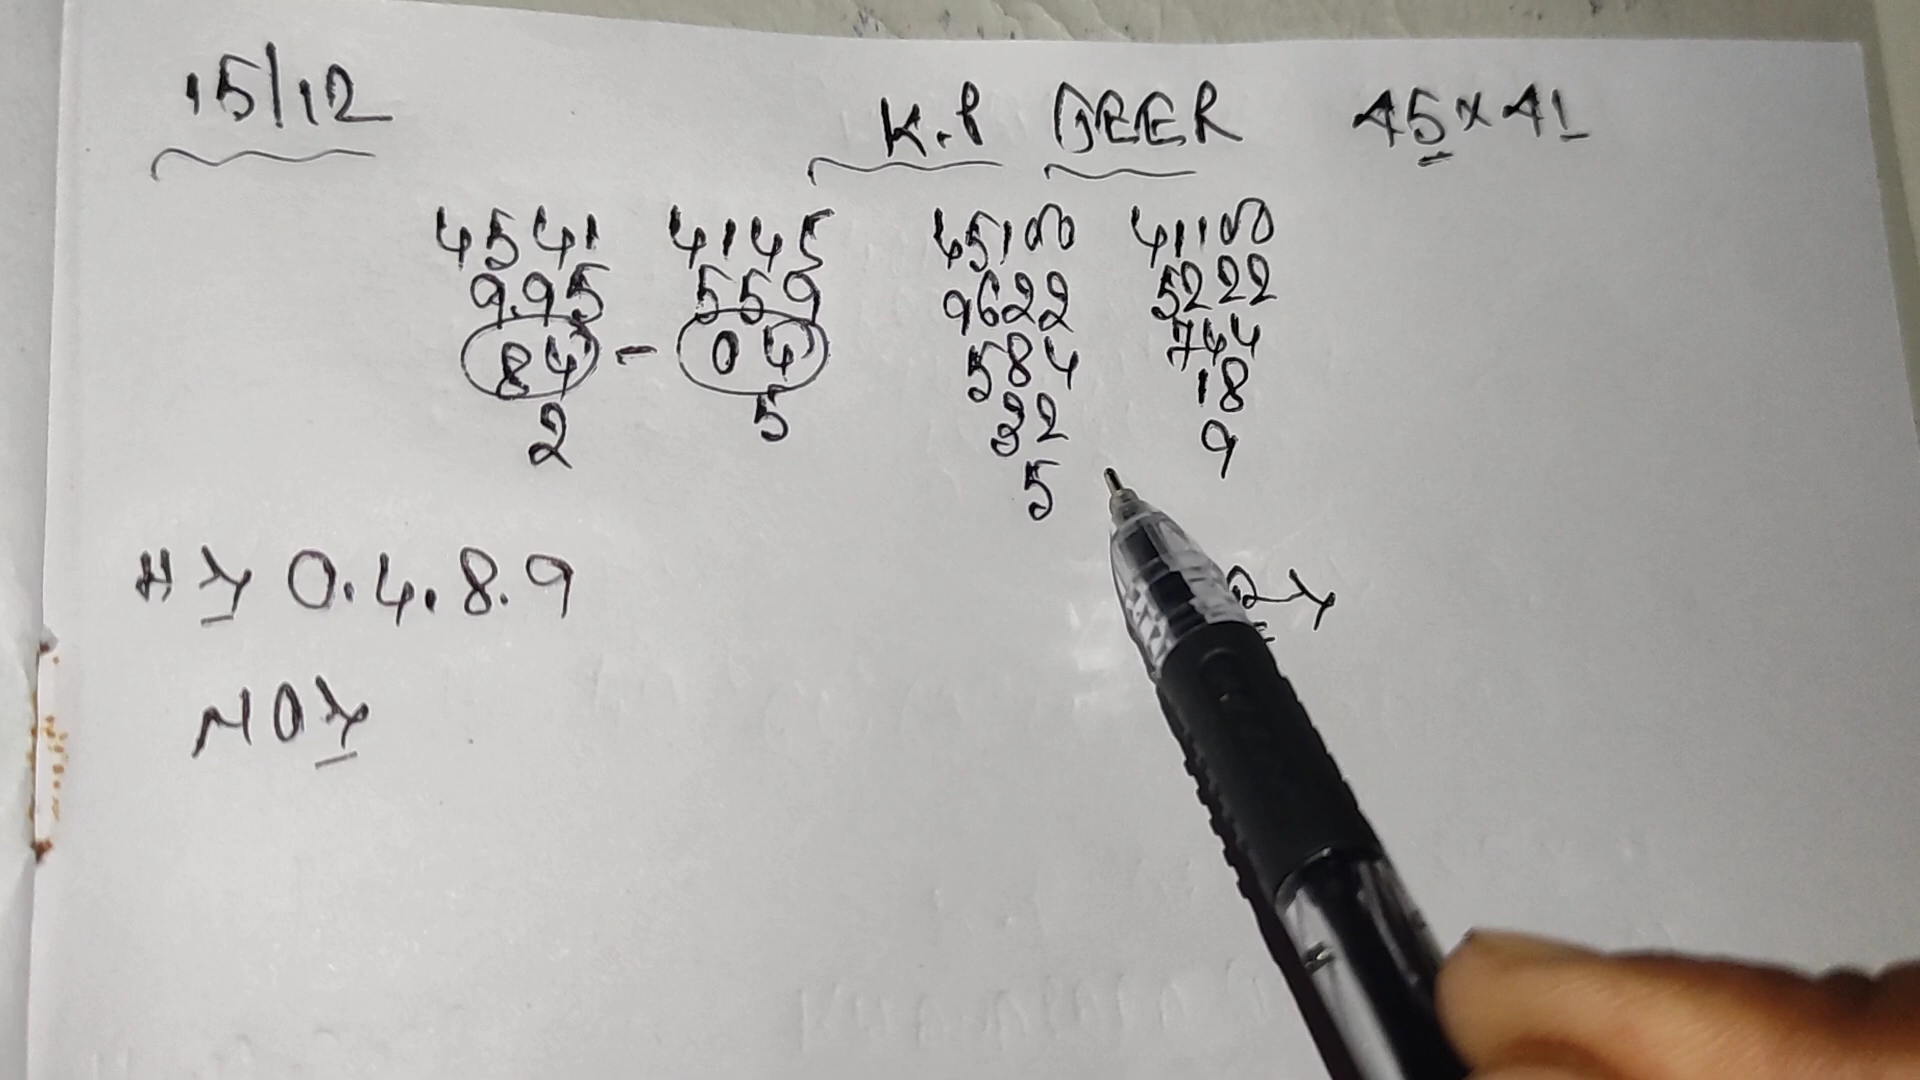 15/12 K.P DEER 45x41
4541 4145 45100 41100
995 559 9622 5222
84 - 04 584 744
2 5 32 18
5 9
H> 0.4.8.9